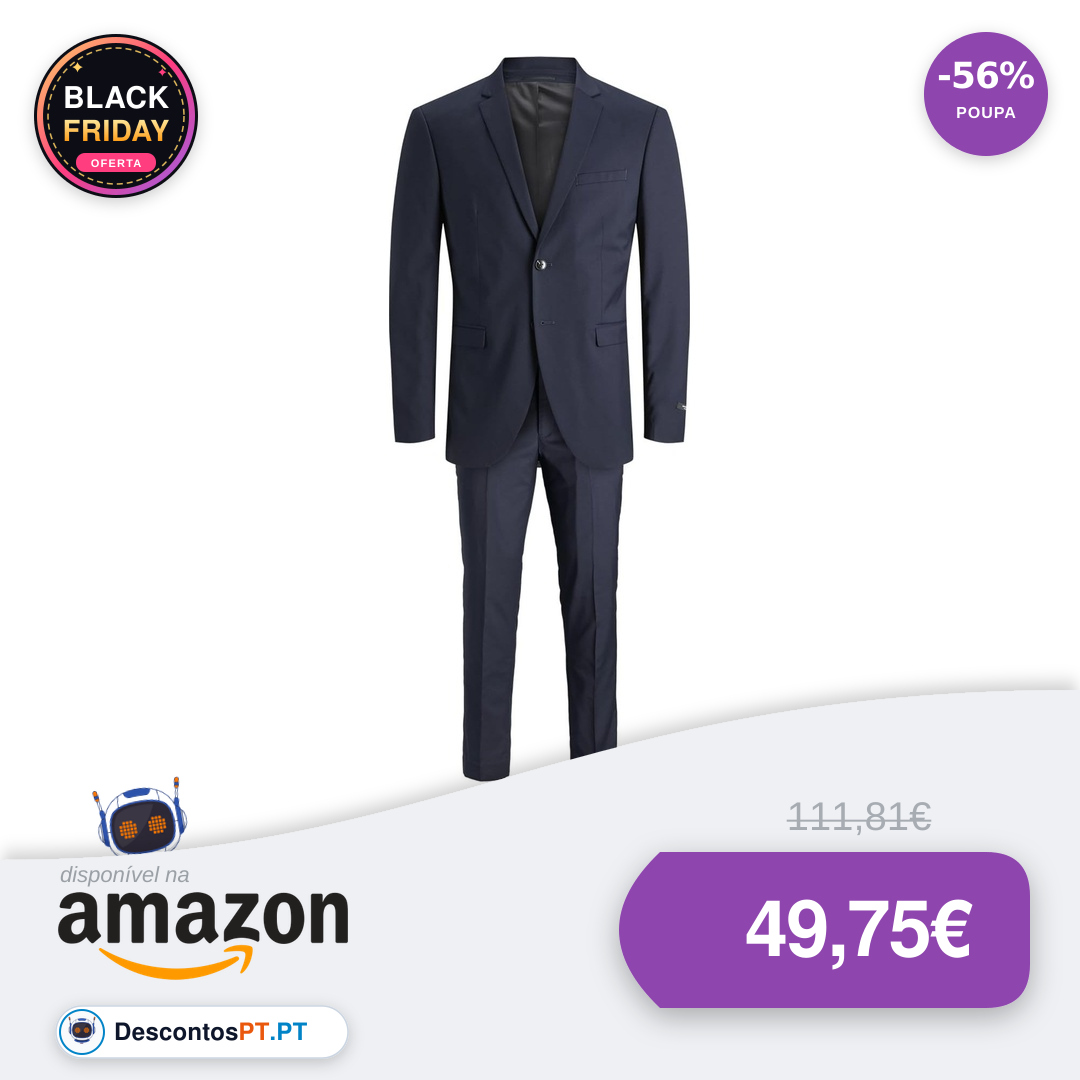 BLACK
FRIDAY
OFERTA
-56%
POUPA
111,81€
49,75€
disponível na
amazon
DescontosPT.PT